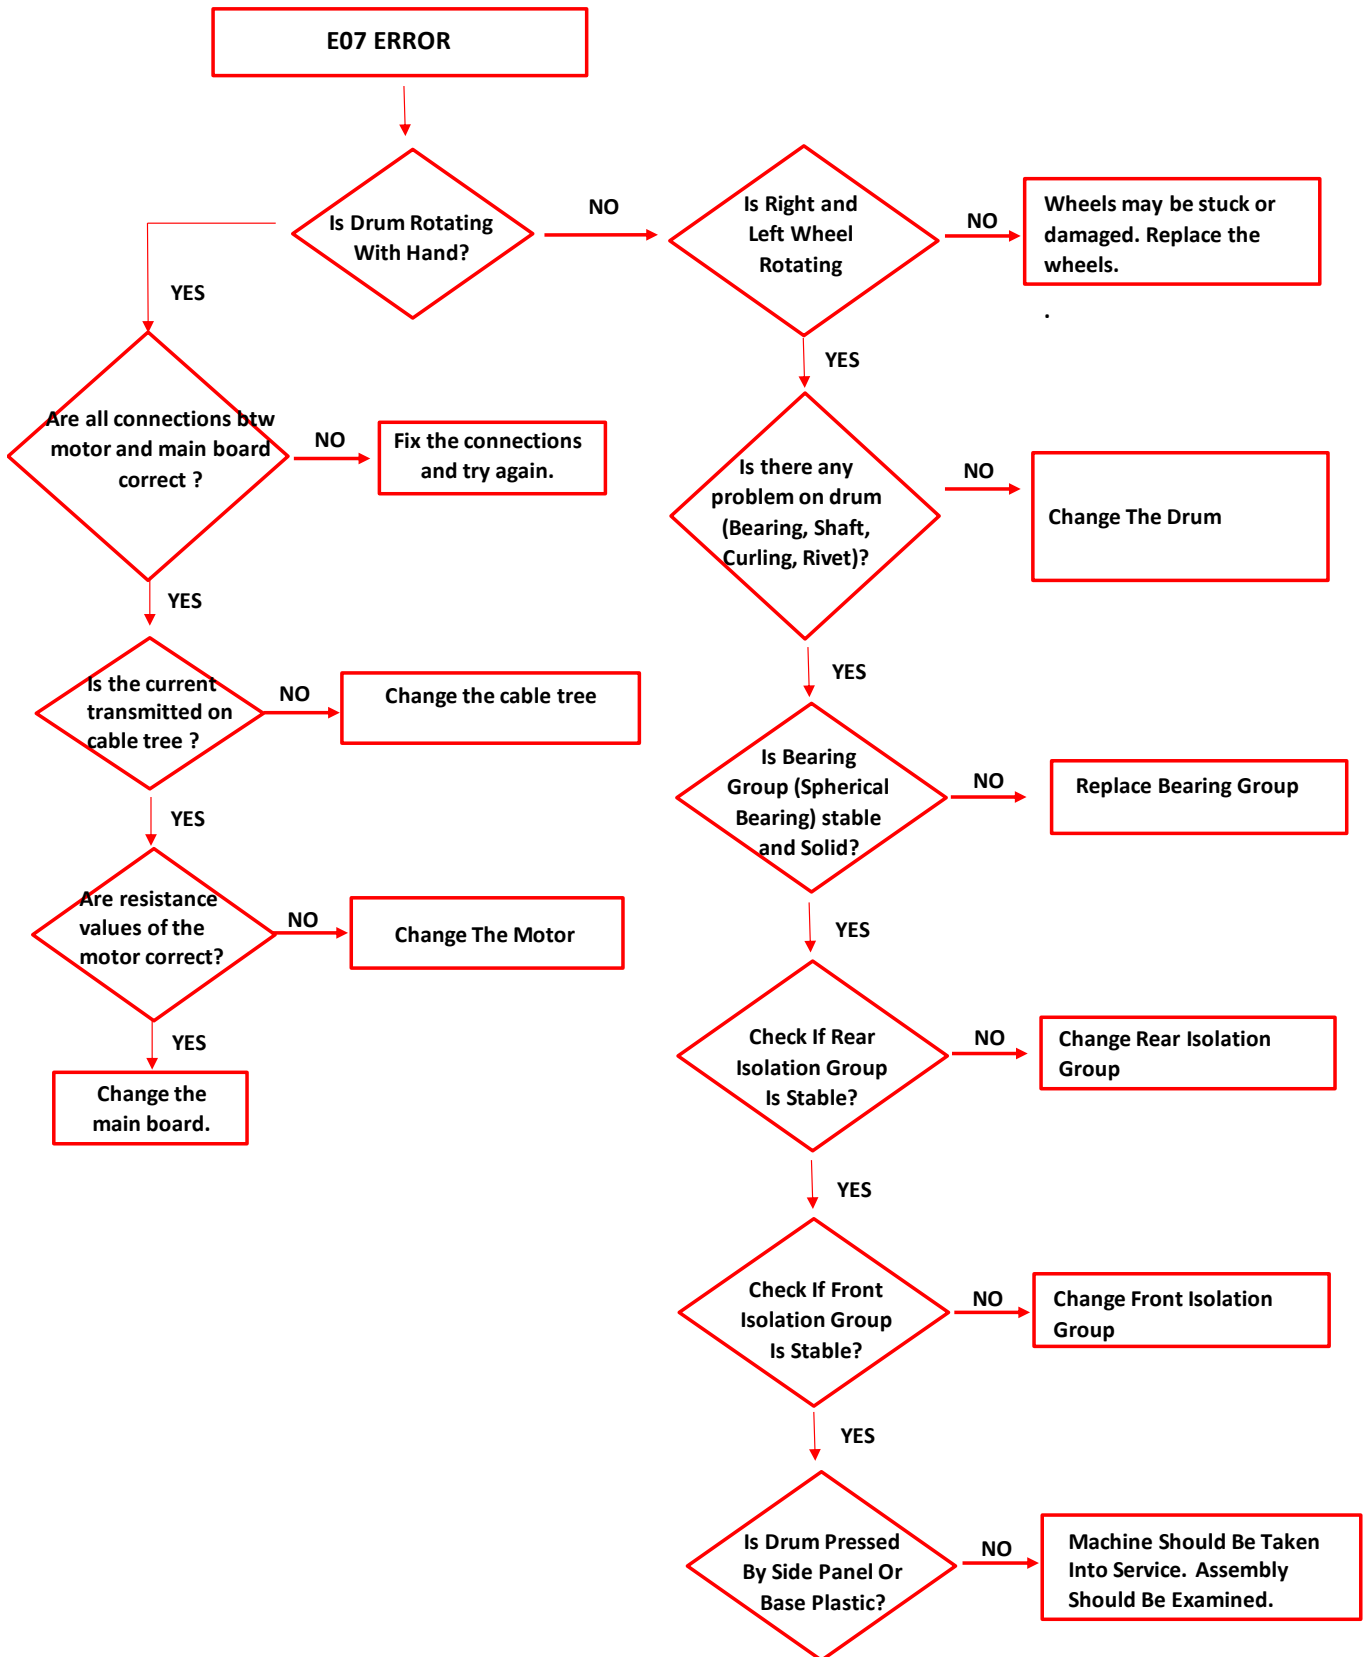 E07 ERROR
Is Drum Rotating
With Hand?
NO
Is Right and
Left Wheel
Rotating
NO
Wheels may be stuck or
damaged. Replace the
wheels.
.
YES
YES
Are all connections btw
motor and main board
correct ?
NO
Fix the connections
and try again.
Is there any
problem on drum
(Bearing, Shaft,
Curling, Rivet)?
NO
Change The Drum
YES
YES
Is the current
transmitted on
cable tree ?
NO
Change the cable tree
Is Bearing
Group (Spherical
Bearing) stable
and Solid?
NO
Replace Bearing Group
YES
YES
Are resistance
values of the
motor correct?
NO
Change The Motor
Check If Rear
Isolation Group
Is Stable?
NO
Change Rear Isolation
Group
YES
Change the
main board.
YES
Check If Front
Isolation Group
Is Stable?
NO
Change Front Isolation
Group
YES
Is Drum Pressed
By Side Panel Or
Base Plastic?
NO
Machine Should Be Taken
Into Service. Assembly
Should Be Examined.